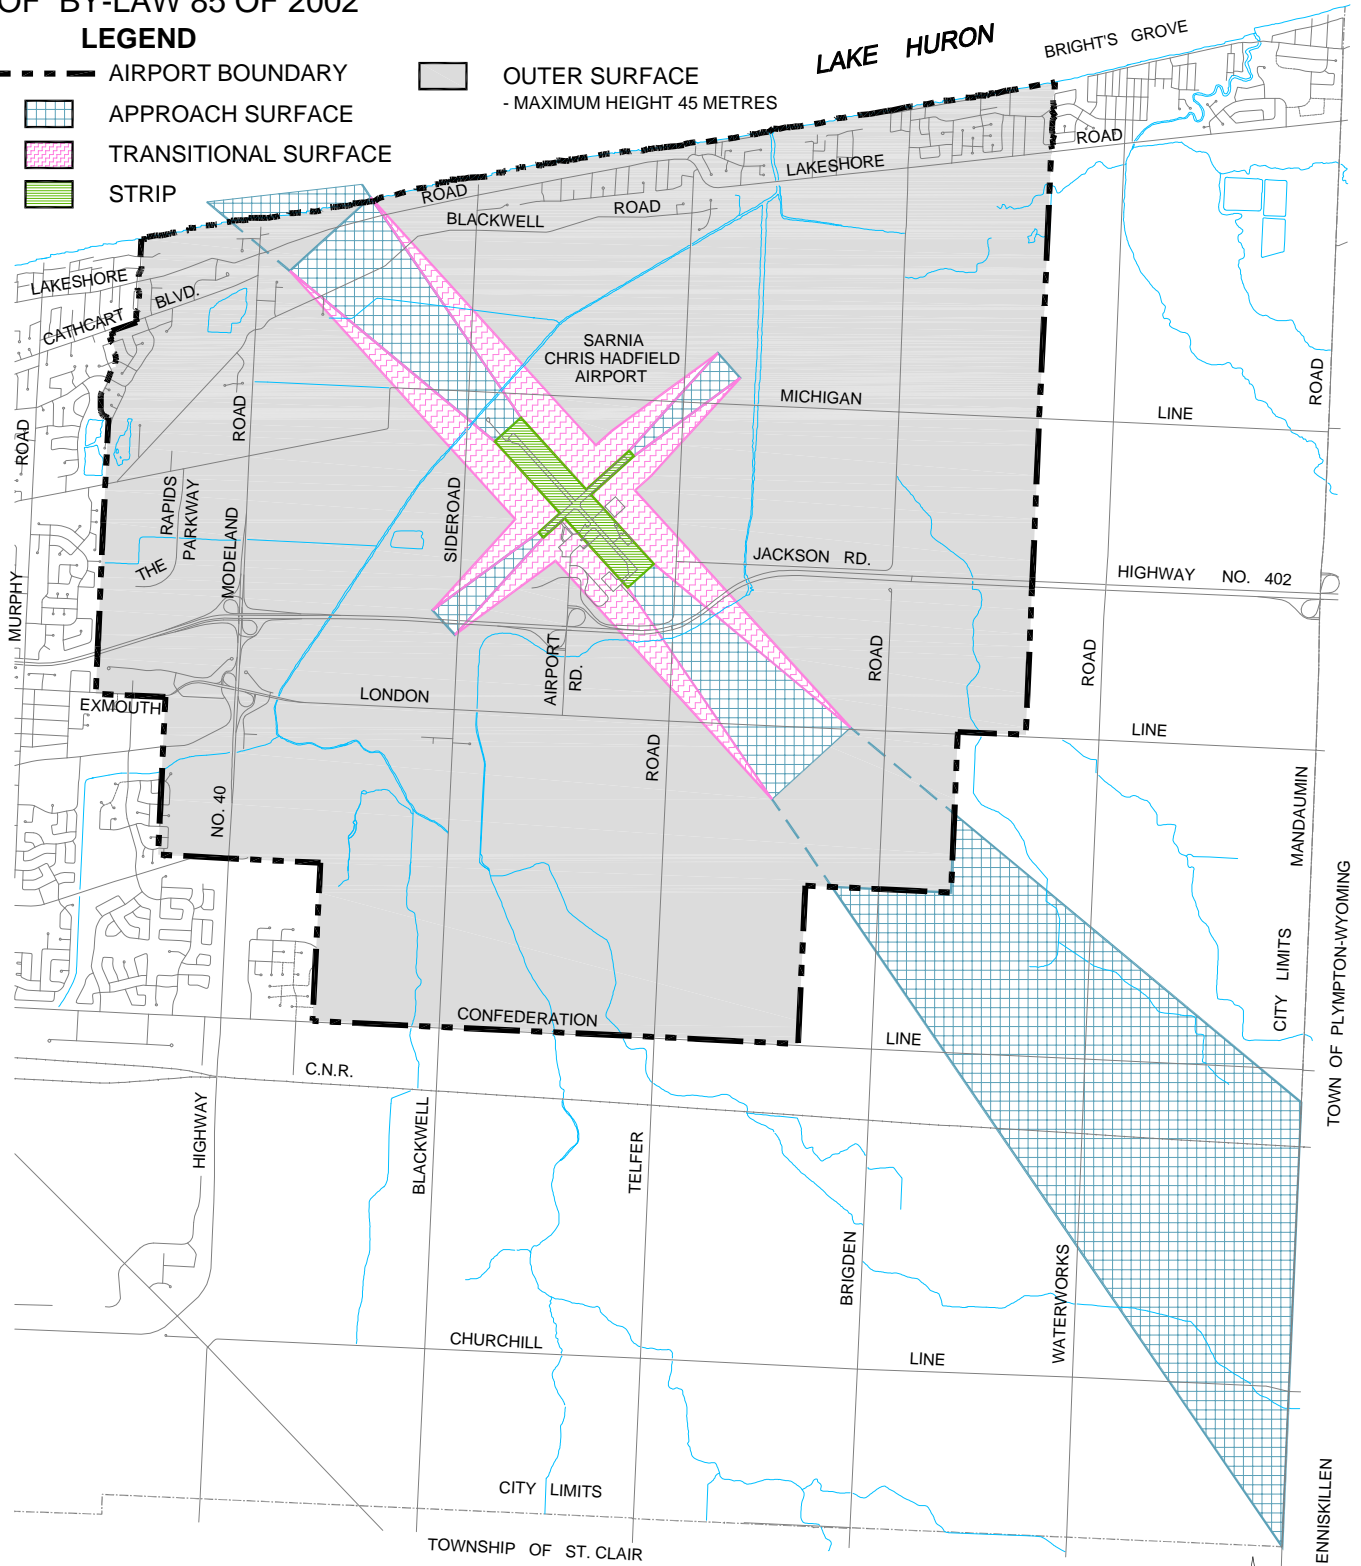 OF BY-LAW 85 OF 2002
LEGEND
AIRPORT BOUNDARY
APPROACH SURFACE
TRANSITIONAL SURFACE
STRIP
OUTER SURFACE
- MAXIMUM HEIGHT 45 METRES
LAKE HURON
BRIGHT'S GROVE
ROAD
LAKESHORE
ROAD
BLACKWELL
ROAD
LAKESHORE
BLVD.
CATHCART
SARNIA
CHRIS HADFIELD
AIRPORT
MICHIGAN
LINE
ROAD
ROAD
ROAD
RAPIDS
PARKWAY
THE
MODELAND
SIDEROAD
MURPHY
JACKSON RD.
HIGHWAY NO. 402
AIRPORT
RD.
ROAD
ROAD
EXMOUTH
LONDON
LINE
ROAD
NO. 40
MANDAUMIN
CITY LIMITS
TOWN OF PLYMPTON-WYOMING
CONFEDERATION
LINE
C.N.R.
HIGHWAY
BLACKWELL
TELFER
BRIGDEN
WATERWORKS
CHURCHILL
LINE
CITY LIMITS
TOWNSHIP OF ST. CLAIR
ENNISKILLEN